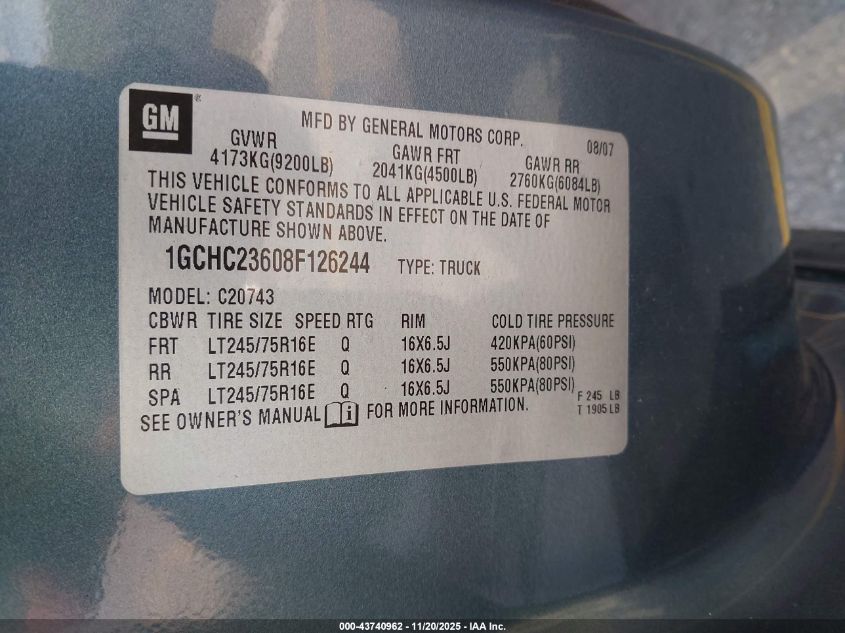 GM®
MFD BY GENERAL MOTORS CORP. 08/07
GVWR GAWR FRT GAWR RR
4173KG(9200LB) 2041KG(4500LB) 2760KG(6084LB)
THIS VEHICLE CONFORMS TO ALL APPLICABLE U.S. FEDERAL MOTOR
VEHICLE SAFETY STANDARDS IN EFFECT ON THE DATE OF
MANUFACTURE SHOWN ABOVE.
1GCHC23608F126244 TYPE: TRUCK
MODEL: C20743
CBWR TIRE SIZE SPEED RTG RIM COLD TIRE PRESSURE
FRT LT245/75R16E Q 16X6.5J 420KPA(60PSI)
RR LT245/75R16E Q 16X6.5J 550KPA(80PSI)
SPA LT245/75R16E Q 16X6.5J 550KPA(80PSI)
F 245 LB
SEE OWNER'S MANUAL i FOR MORE INFORMATION. T 1905 LB
000-43740962 - 11/20/2025 - IAA Inc.